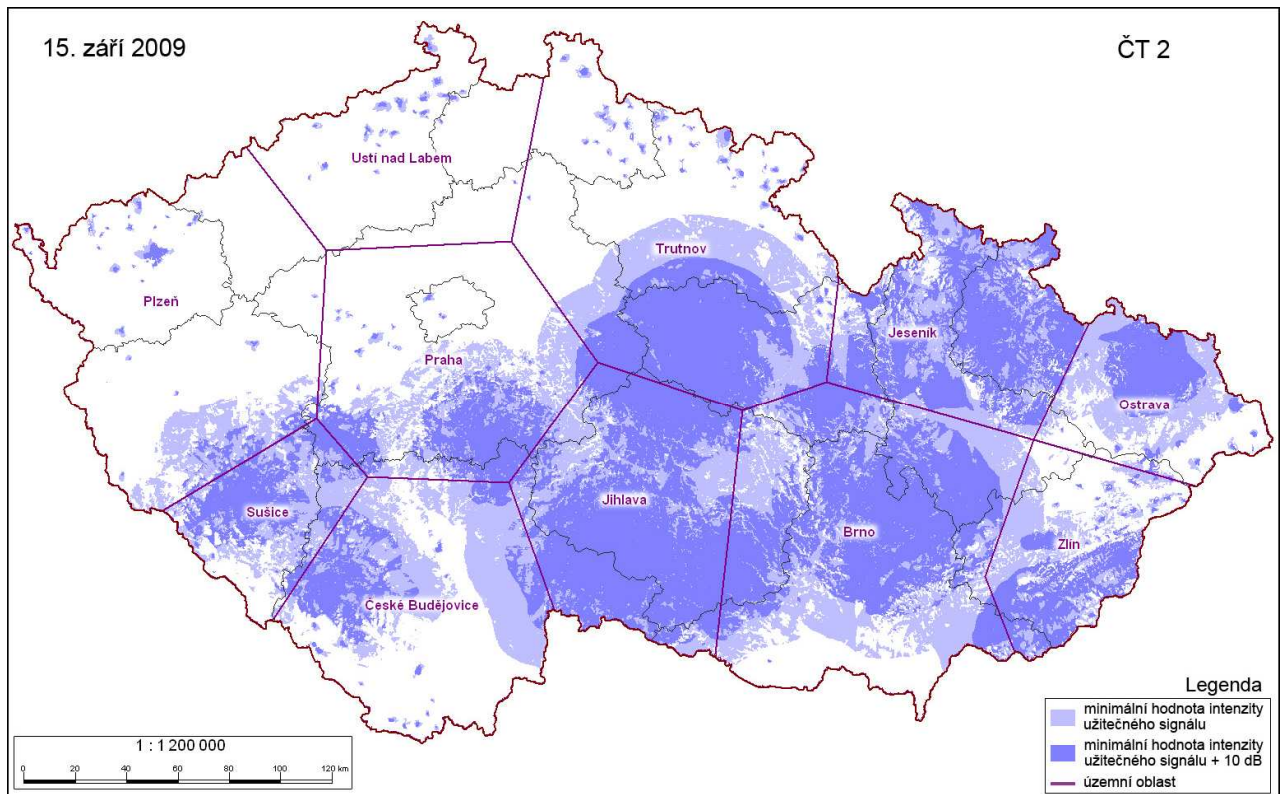 15. září 2009
ČT 2
Ustí nad Labem
Trutnov
Plzeň
Jeseník
Praha
Ostrava
Sušice
Jihlava
Brno
Zlín
České Budějovice
Legenda
minimální hodnota intenzity
užitečného signálu
minimální hodnota intenzity
užitečného signálu + 10 dB
územní oblast
1 : 1 200 000
0 20 40 60 80 100 120 km